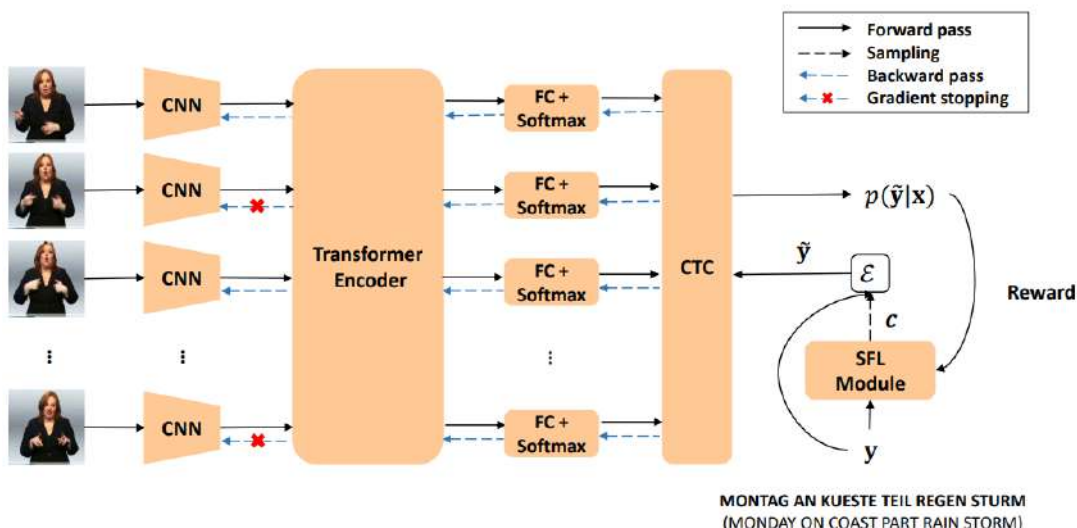 Forward pass
Sampling
Backward pass
Gradient stopping
CNN
FC +
Softmax
CNN
FC +
Softmax
p(ỹ|x)
Transformer
Encoder
CTC
ỹ
CNN
FC +
Softmax
ℰ
Reward
c
SFL
Module
CNN
FC +
Softmax
y
MONTAG AN KUESTE TEIL REGEN STURM
(MONDAY ON COAST PART RAIN STORM)